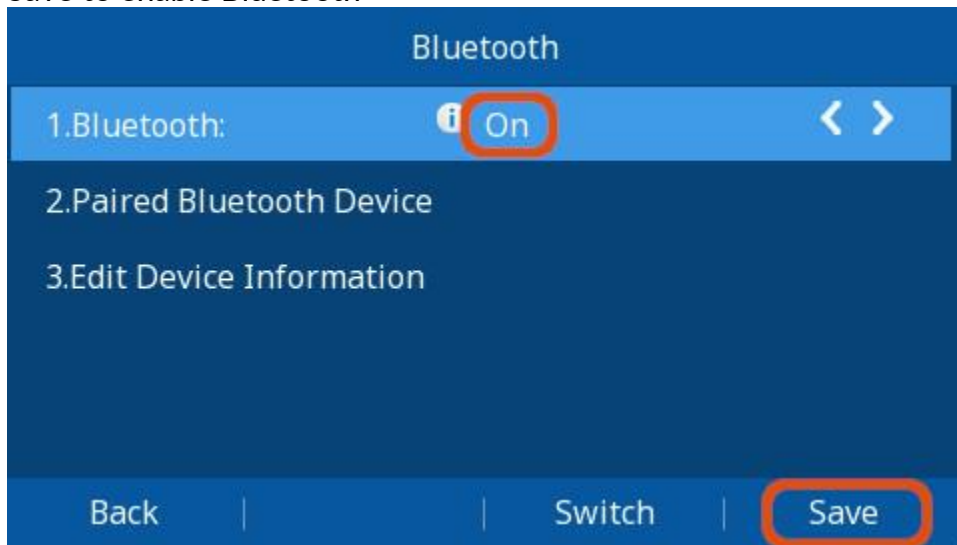 Bluetooth
1.Bluetooth: i On
2.Paired Bluetooth Device
3.Edit Device Information
Back | | Switch | Save